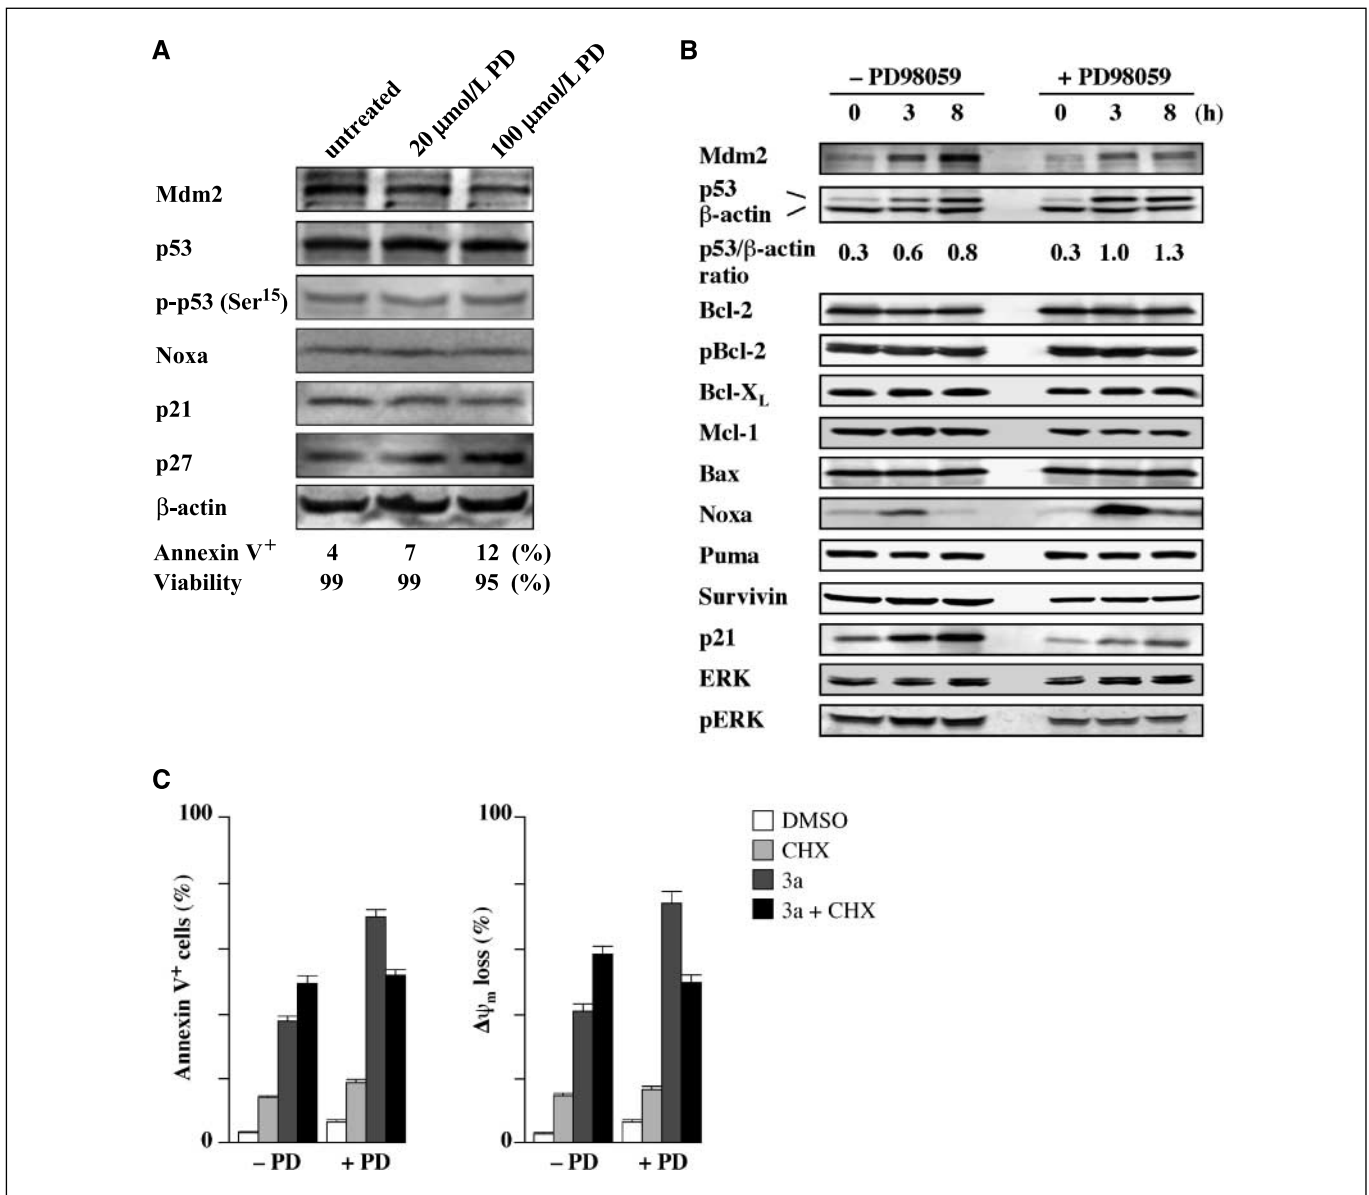 A
untreated
20 μmol/L PD
100 μmol/L PD
Mdm2
p53
p-p53 (Ser15)
Noxa
p21
p27
β-actin
Annexin V+ 4 7 12 (%)
Viability 99 99 95 (%)
B
– PD98059 + PD98059
0 3 8 0 3 8 (h)
Mdm2
p53
β-actin
p53/β-actin 0.3 0.6 0.8 0.3 1.0 1.3
ratio
Bcl-2
pBcl-2
Bcl-XL
Mcl-1
Bax
Noxa
Puma
Survivin
p21
ERK
pERK
C
100
Annexin V+ cells (%)
0
– PD + PD
100
Δψm loss (%)
0
– PD + PD
DMSO
CHX
3a
3a + CHX